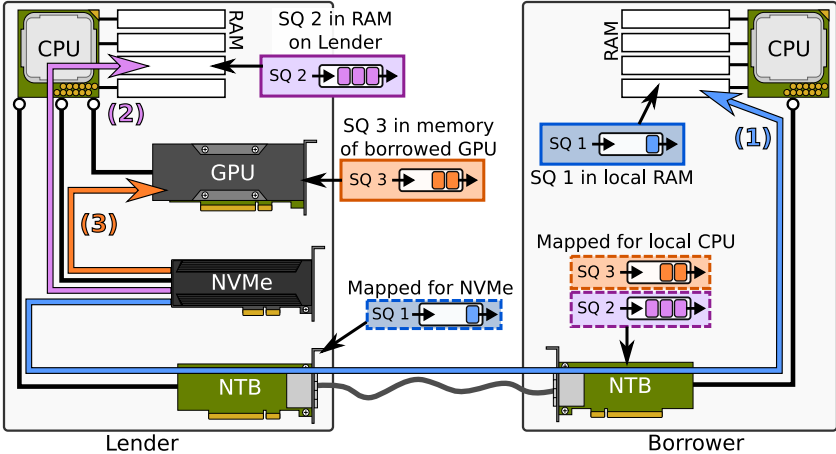 CPU
RAM
SQ 2 in RAM
on Lender
SQ 2
(2)
GPU
SQ 3 in memory
of borrowed GPU
SQ 3
(3)
NVMe
Mapped for NVMe
SQ 1
NTB
Lender
RAM
CPU
(1)
SQ 1
SQ 1 in local RAM
Mapped for local CPU
SQ 3
SQ 2
NTB
Borrower